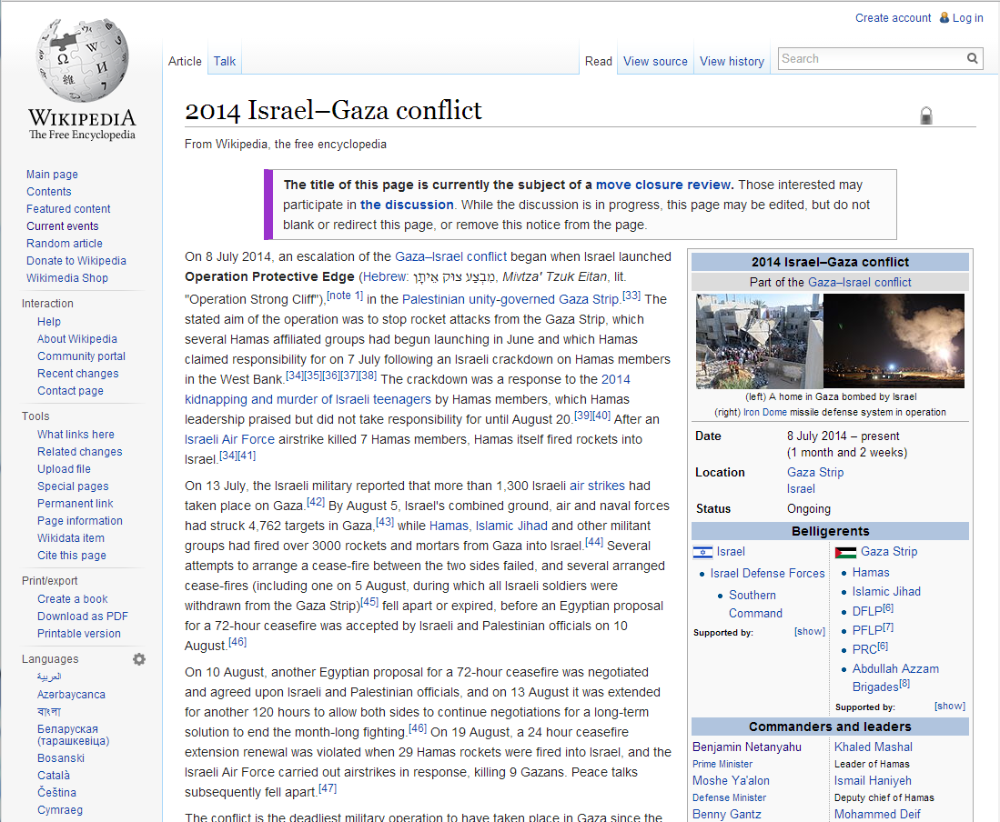 Create account Log in
Article Talk Read View source View history Search
WIKIPEDIA
The Free Encyclopedia
Main page
Contents
Featured content
Current events
Random article
Donate to Wikipedia
Wikimedia Shop
Interaction
Help
About Wikipedia
Community portal
Recent changes
Contact page
Tools
What links here
Related changes
Upload file
Special pages
Permanent link
Page information
Wikidata item
Cite this page
Print/export
Create a book
Download as PDF
Printable version
Languages
العربية
Azərbaycanca
বাংলা
Беларуская
(тарашкевіца)
Bosanski
Català
Čeština
Cymraeg
2014 Israel–Gaza conflict
From Wikipedia, the free encyclopedia
The title of this page is currently the subject of a move closure review. Those interested may
participate in the discussion. While the discussion is in progress, this page may be edited, but do not
blank or redirect this page, or remove this notice from the page.
On 8 July 2014, an escalation of the Gaza–Israel conflict began when Israel launched
Operation Protective Edge (Hebrew: מִבְצָע צוּק אֵיתָן, Mivtza' Tzuk Eitan, lit.
"Operation Strong Cliff"),[note 1] in the Palestinian unity-governed Gaza Strip.[33] The
stated aim of the operation was to stop rocket attacks from the Gaza Strip, which
several Hamas affiliated groups had begun launching in June and which Hamas
claimed responsibility for on 7 July following an Israeli crackdown on Hamas members
in the West Bank.[34][35][36][37][38] The crackdown was a response to the 2014
kidnapping and murder of Israeli teenagers by Hamas members, which Hamas
leadership praised but did not take responsibility for until August 20.[39][40] After an
Israeli Air Force airstrike killed 7 Hamas members, Hamas itself fired rockets into
Israel.[34][41]
On 13 July, the Israeli military reported that more than 1,300 Israeli air strikes had
taken place on Gaza.[42] By August 5, Israel's combined ground, air and naval forces
had struck 4,762 targets in Gaza,[43] while Hamas, Islamic Jihad and other militant
groups had fired over 3000 rockets and mortars from Gaza into Israel.[44] Several
attempts to arrange a cease-fire between the two sides failed, and several arranged
cease-fires (including one on 5 August, during which all Israeli soldiers were
withdrawn from the Gaza Strip)[45] fell apart or expired, before an Egyptian proposal
for a 72-hour ceasefire was accepted by Israeli and Palestinian officials on 10
August.[46]
On 10 August, another Egyptian proposal for a 72-hour ceasefire was negotiated
and agreed upon Israeli and Palestinian officials, and on 13 August it was extended
for another 120 hours to allow both sides to continue negotiations for a long-term
solution to end the month-long fighting.[46] On 19 August, a 24 hour ceasefire
extension renewal was violated when 29 Hamas rockets were fired into Israel, and the
Israeli Air Force carried out airstrikes in response, killing 9 Gazans. Peace talks
subsequently fell apart.[47]
The conflict is the deadliest military operation to have taken place in Gaza since the
2014 Israel–Gaza conflict
Part of the Gaza–Israel conflict
(left) A home in Gaza bombed by Israel
(right) Iron Dome missile defense system in operation
Date 8 July 2014 – present
(1 month and 2 weeks)
Location Gaza Strip
Israel
Status Ongoing
Belligerents
Israel
Israel Defense Forces
Southern
Command
Supported by: [show]
Gaza Strip
Hamas
Islamic Jihad
DFLP[6]
PFLP[7]
PRC[6]
Abdullah Azzam
Brigades[8]
Supported by: [show]
Commanders and leaders
Benjamin Netanyahu
Prime Minister
Moshe Ya'alon
Defense Minister
Benny Gantz
Khaled Mashal
Leader of Hamas
Ismail Haniyeh
Deputy chief of Hamas
Mohammed Deif